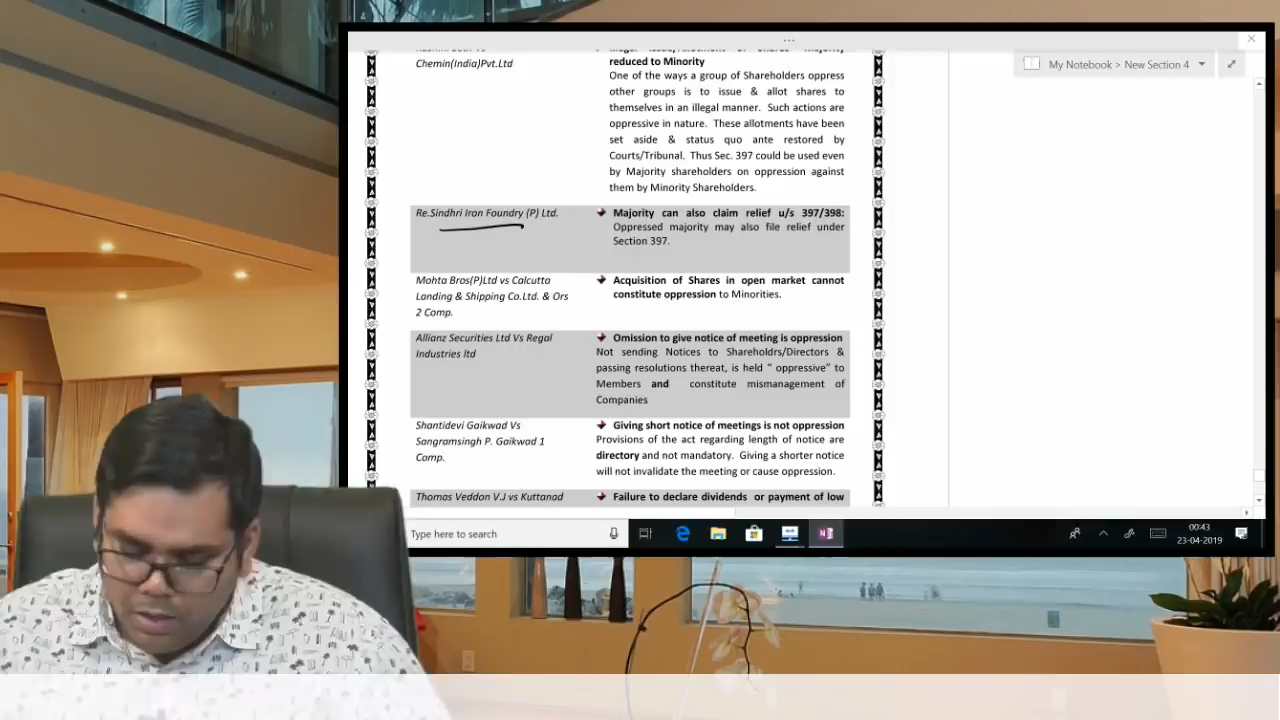 ...
My Notebook > New Section 4
Chemin(India)Pvt.Ltd
reduced to Minority
One of the ways a group of Shareholders oppress
other groups is to issue & allot shares to
themselves in an illegal manner. Such actions are
oppressive in nature. These allotments have been
set aside & status quo ante restored by
Courts/Tribunal. Thus Sec. 397 could be used even
by Majority shareholders on oppression against
them by Minority Shareholders.
Re.Sindhri Iron Foundry (P) Ltd.
Majority can also claim relief u/s 397/398:
Oppressed majority may also file relief under
Section 397.
Mohta Bros(P)Ltd vs Calcutta
Landing & Shipping Co.Ltd. & Ors
2 Comp.
Acquisition of Shares in open market cannot
constitute oppression to Minorities.
Allianz Securities Ltd Vs Regal
Industries ltd
Omission to give notice of meeting is oppression
Not sending Notices to Shareholdrs/Directors &
passing resolutions thereat, is held “ oppressive” to
Members and constitute mismanagement of
Companies
Shantidevi Gaikwad Vs
Sangramsingh P. Gaikwad 1
Comp.
Giving short notice of meetings is not oppression
Provisions of the act regarding length of notice are
directory and not mandatory. Giving a shorter notice
will not invalidate the meeting or cause oppression.
Thomas Veddon V.J vs Kuttanad
Failure to declare dividends or payment of low
Type here to search
00:43
23-04-2019